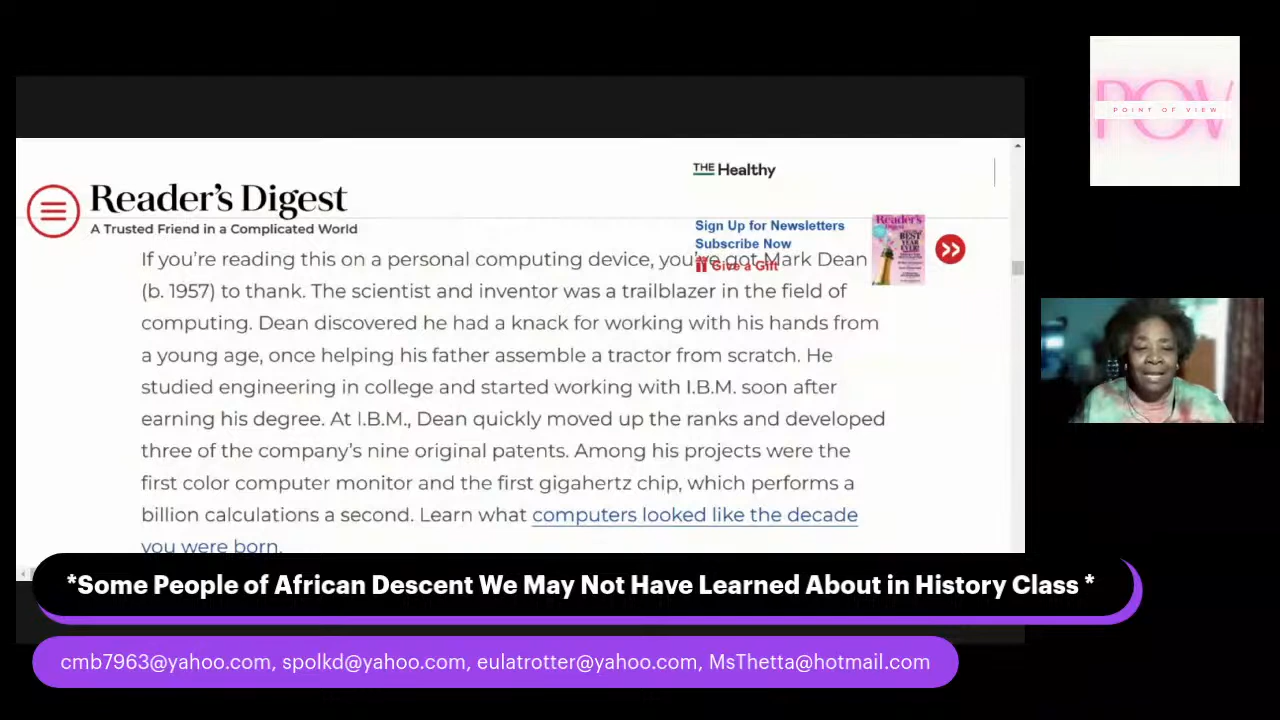 POV
POINT OF VIEW
THE Healthy
Reader's Digest
A Trusted Friend in a Complicated World
Sign Up for Newsletters
Subscribe Now
Give a Gift
Reader's Digest
BEST
YEAR
EVER!
If you're reading this on a personal computing device, you've got Mark Dean
(b. 1957) to thank. The scientist and inventor was a trailblazer in the field of
computing. Dean discovered he had a knack for working with his hands from
a young age, once helping his father assemble a tractor from scratch. He
studied engineering in college and started working with I.B.M. soon after
earning his degree. At I.B.M., Dean quickly moved up the ranks and developed
three of the company's nine original patents. Among his projects were the
first color computer monitor and the first gigahertz chip, which performs a
billion calculations a second. Learn what computers looked like the decade
you were born.
*Some People of African Descent We May Not Have Learned About in History Class *
cmb7963@yahoo.com, spolkd@yahoo.com, eulatrotter@yahoo.com, MsThetta@hotmail.com